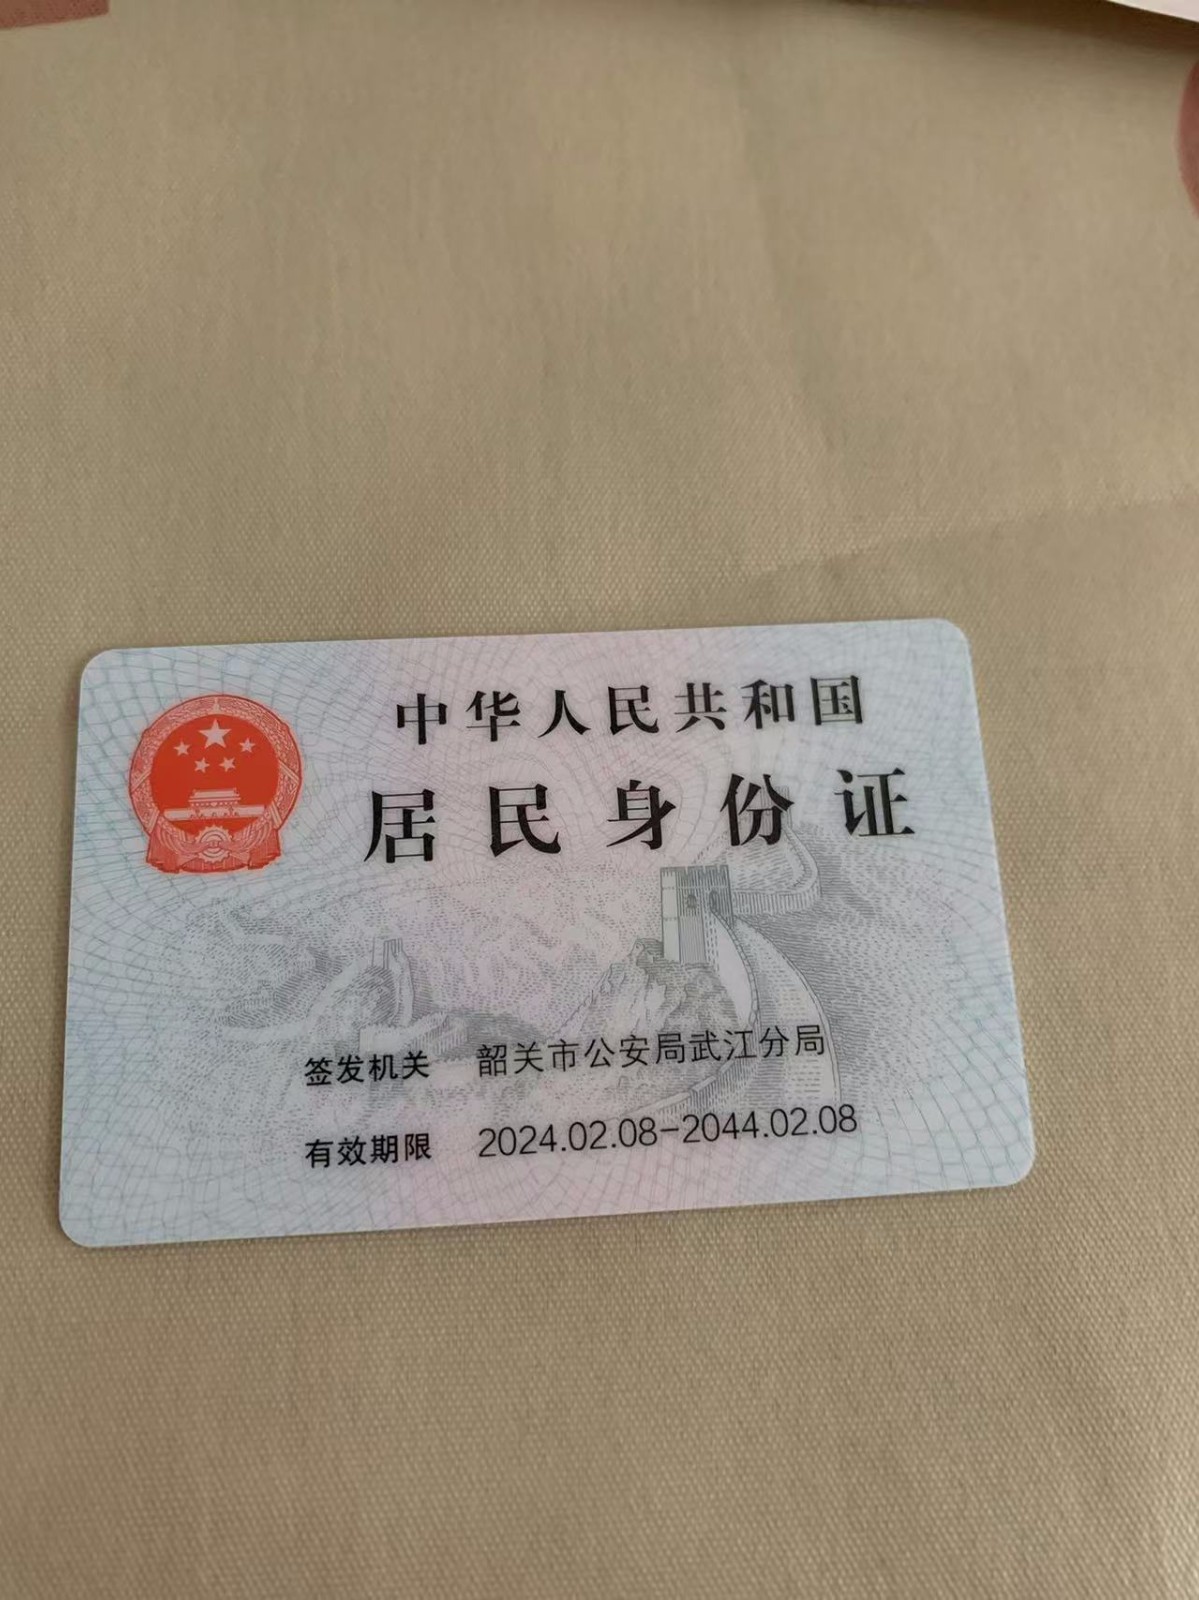 中华人民共和国
居民身份证
签发机关 韶关市公安局武江分局
有效期限 2024.02.08-2044.02.08